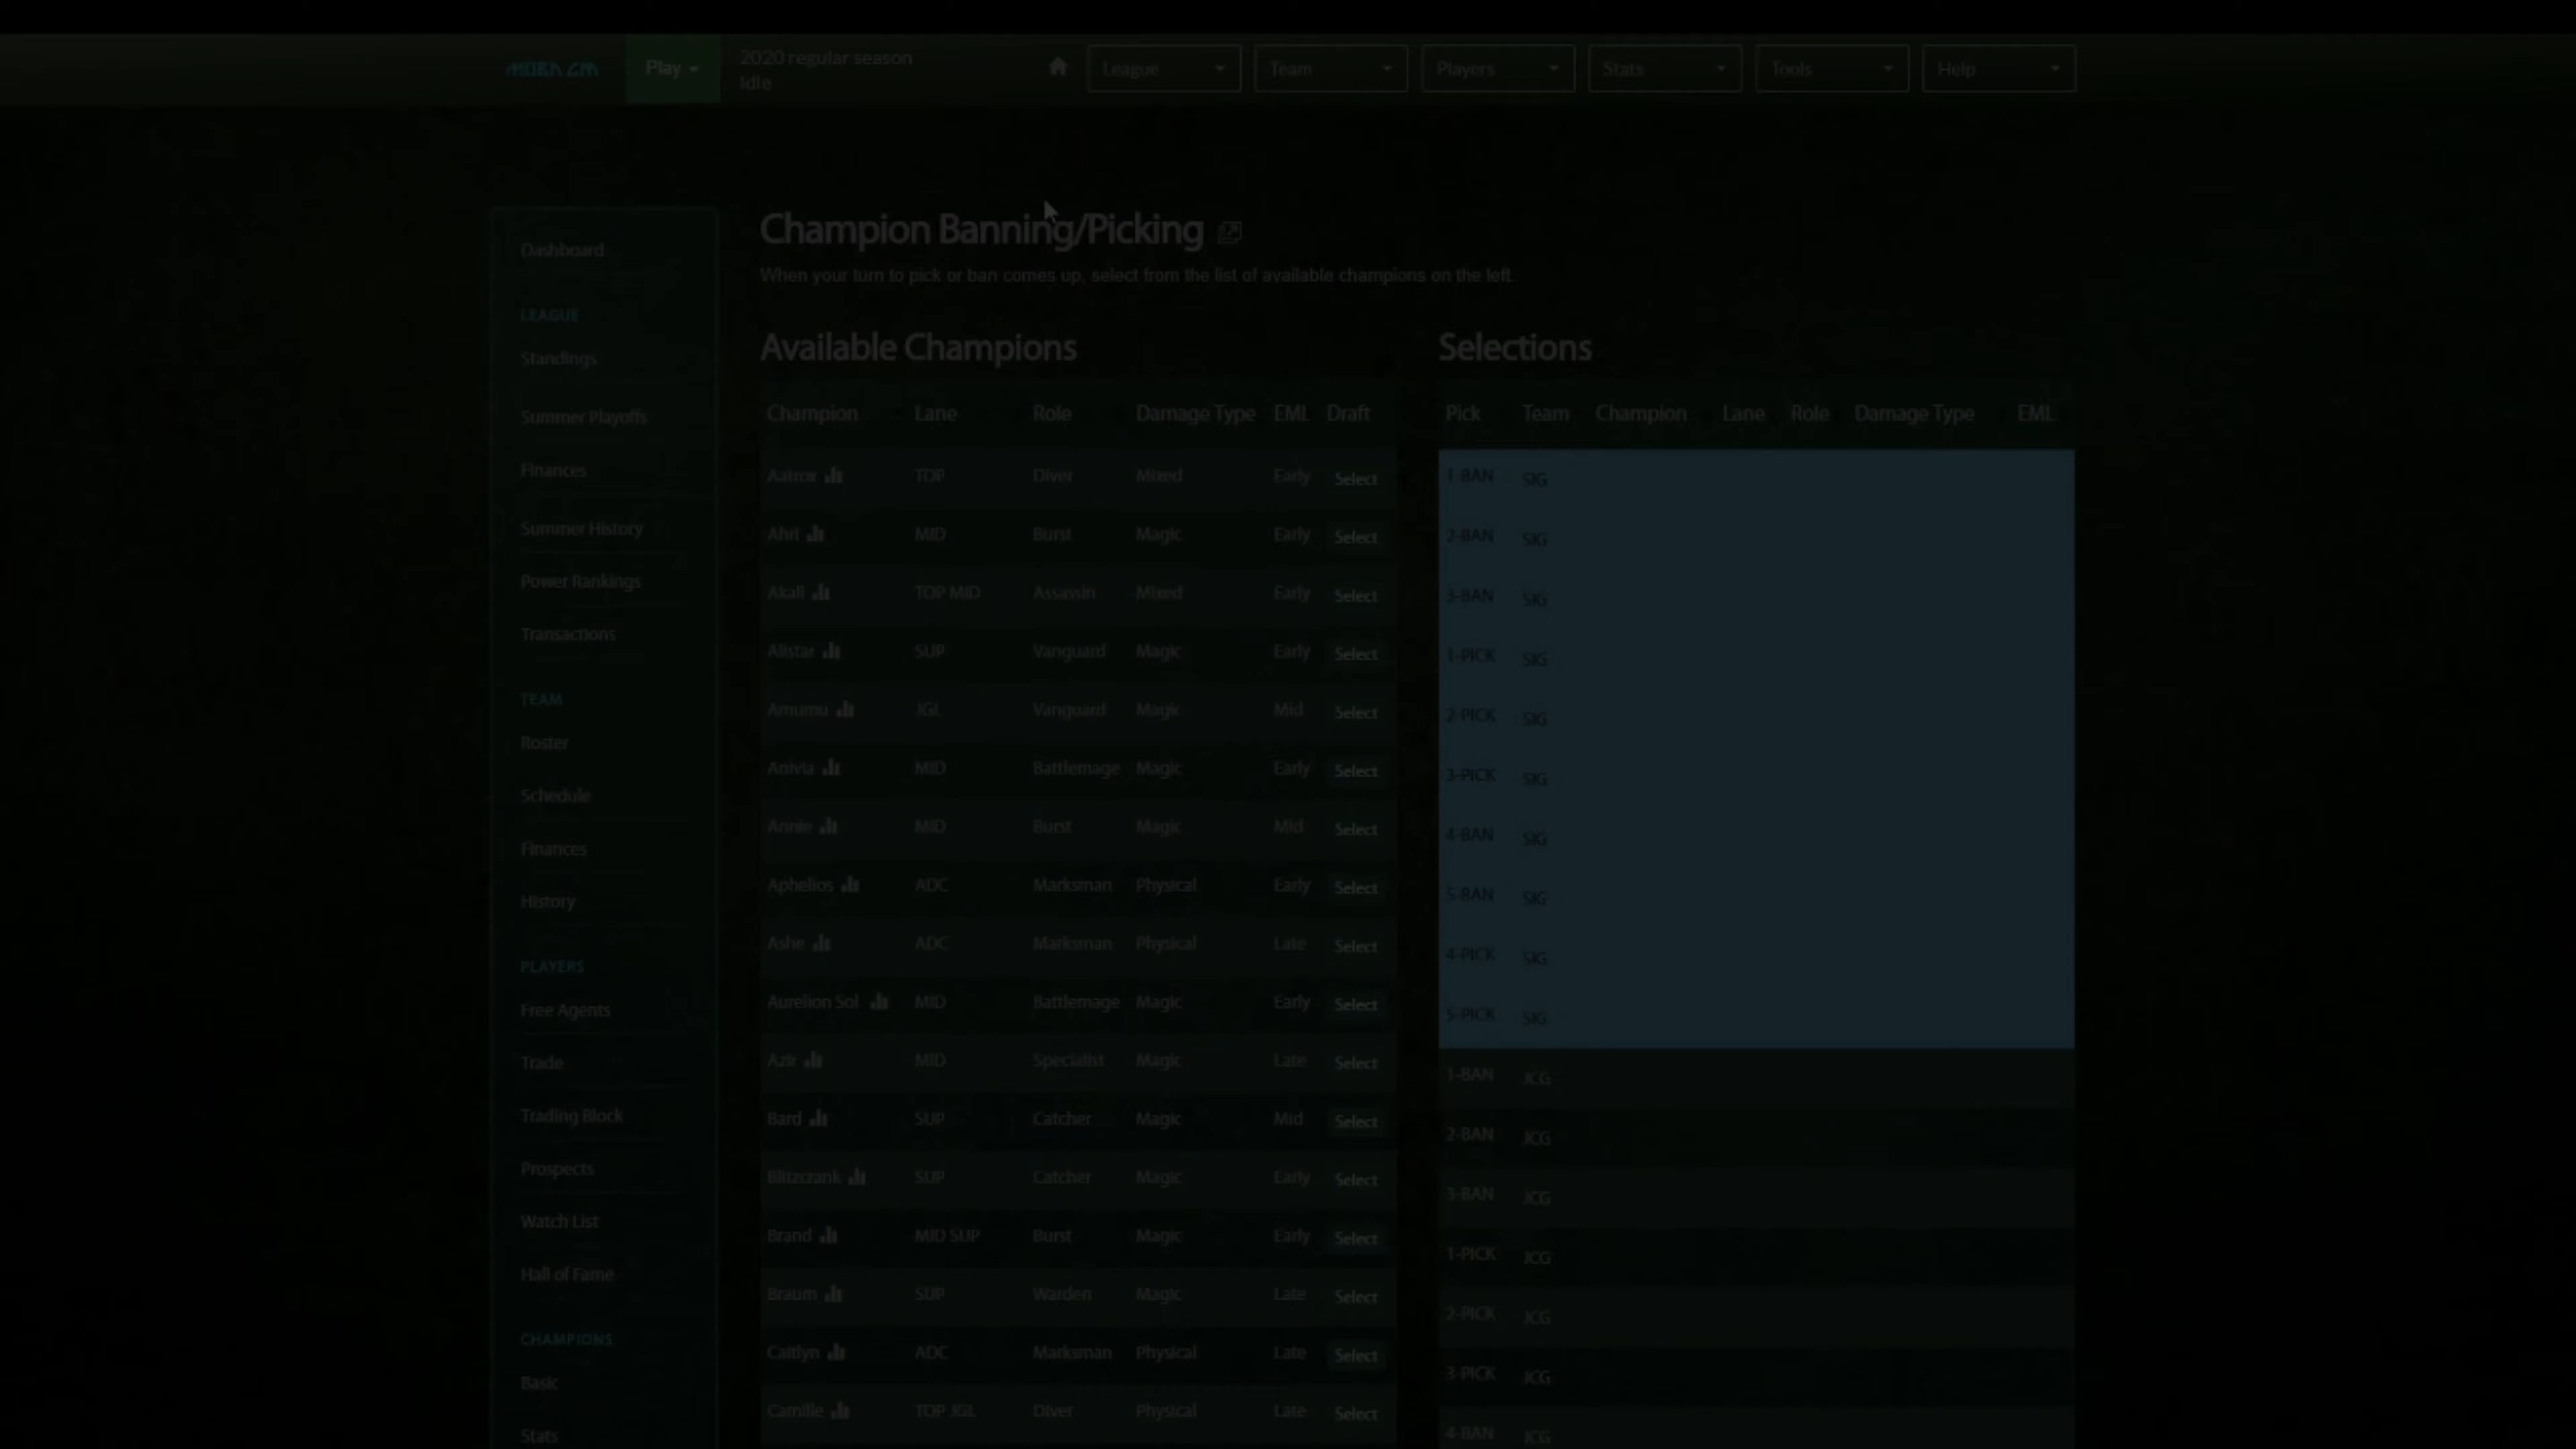 MOBA GM
Play
2020 regular season
Idle
League
Team
Players
Stats
Tools
Help
Dashboard
LEAGUE
Standings
Summer Playoffs
Finances
Summer History
Power Rankings
Transactions
TEAM
Roster
Schedule
Finances
History
PLAYERS
Free Agents
Trade
Trading Block
Prospects
Watch List
Hall of Fame
CHAMPIONS
Basic
Stats
Champion Banning/Picking
When your turn to pick or ban comes up, select from the list of available champions on the left.
Available Champions
Champion Lane Role Damage Type EML Draft
Aatrox TOP Diver Mixed Early Select
Ahri MID Burst Magic Early Select
Akali TOP MID Assassin Mixed Early Select
Alistar SUP Vanguard Magic Early Select
Amumu JGL Vanguard Magic Mid Select
Anivia MID Battlemage Magic Early Select
Annie MID Burst Magic Mid Select
Aphelios ADC Marksman Physical Early Select
Ashe ADC Marksman Physical Late Select
Aurelion Sol MID Battlemage Magic Early Select
Azir MID Specialist Magic Late Select
Bard SUP Catcher Magic Mid Select
Blitzcrank SUP Catcher Magic Early Select
Brand MID SUP Burst Magic Early Select
Braum SUP Warden Magic Late Select
Caitlyn ADC Marksman Physical Late Select
Camille TOP JGL Diver Physical Late Select
Selections
Pick Team Champion Lane Role Damage Type EML
1-BAN SIG
2-BAN SIG
3-BAN SIG
1-PICK SIG
2-PICK SIG
3-PICK SIG
4-BAN SIG
5-BAN SIG
4-PICK SIG
5-PICK SIG
1-BAN JCG
2-BAN JCG
3-BAN JCG
1-PICK JCG
2-PICK JCG
3-PICK JCG
4-BAN JCG